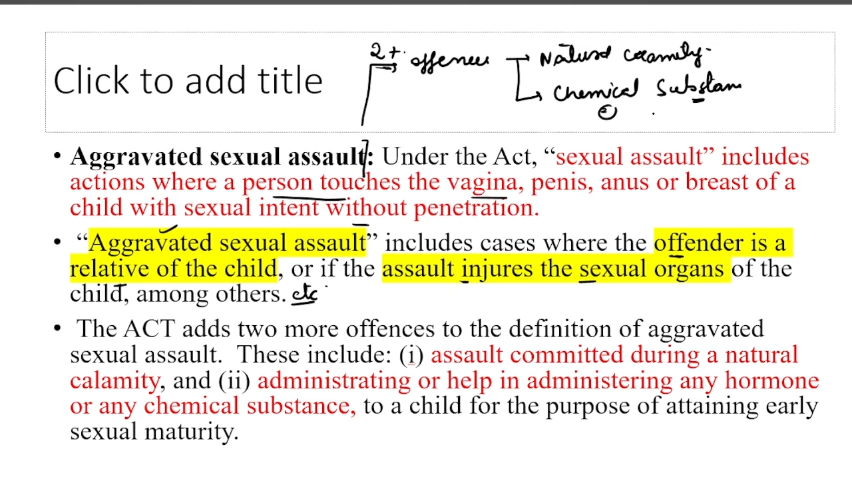 2+ offences
Natural calamity
Chemical Substan
Click to add title
• Aggravated sexual assault: Under the Act, “sexual assault” includes
actions where a person touches the vagina, penis, anus or breast of a
child with sexual intent without penetration.
• “Aggravated sexual assault” includes cases where the offender is a
relative of the child, or if the assault injures the sexual organs of the
child, among others. etc
• The ACT adds two more offences to the definition of aggravated
sexual assault. These include: (i) assault committed during a natural
calamity, and (ii) administrating or help in administering any hormone
or any chemical substance, to a child for the purpose of attaining early
sexual maturity.